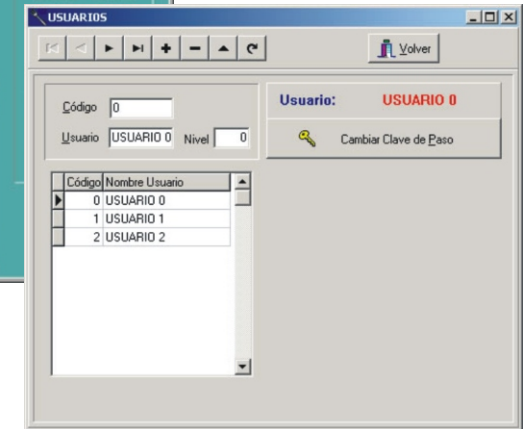 USUARIOS
Volver
Código 0
Usuario USUARIO 0 Nivel 0
Usuario: USUARIO 0
Cambiar Clave de Paso
Código Nombre Usuario
0 USUARIO 0
1 USUARIO 1
2 USUARIO 2